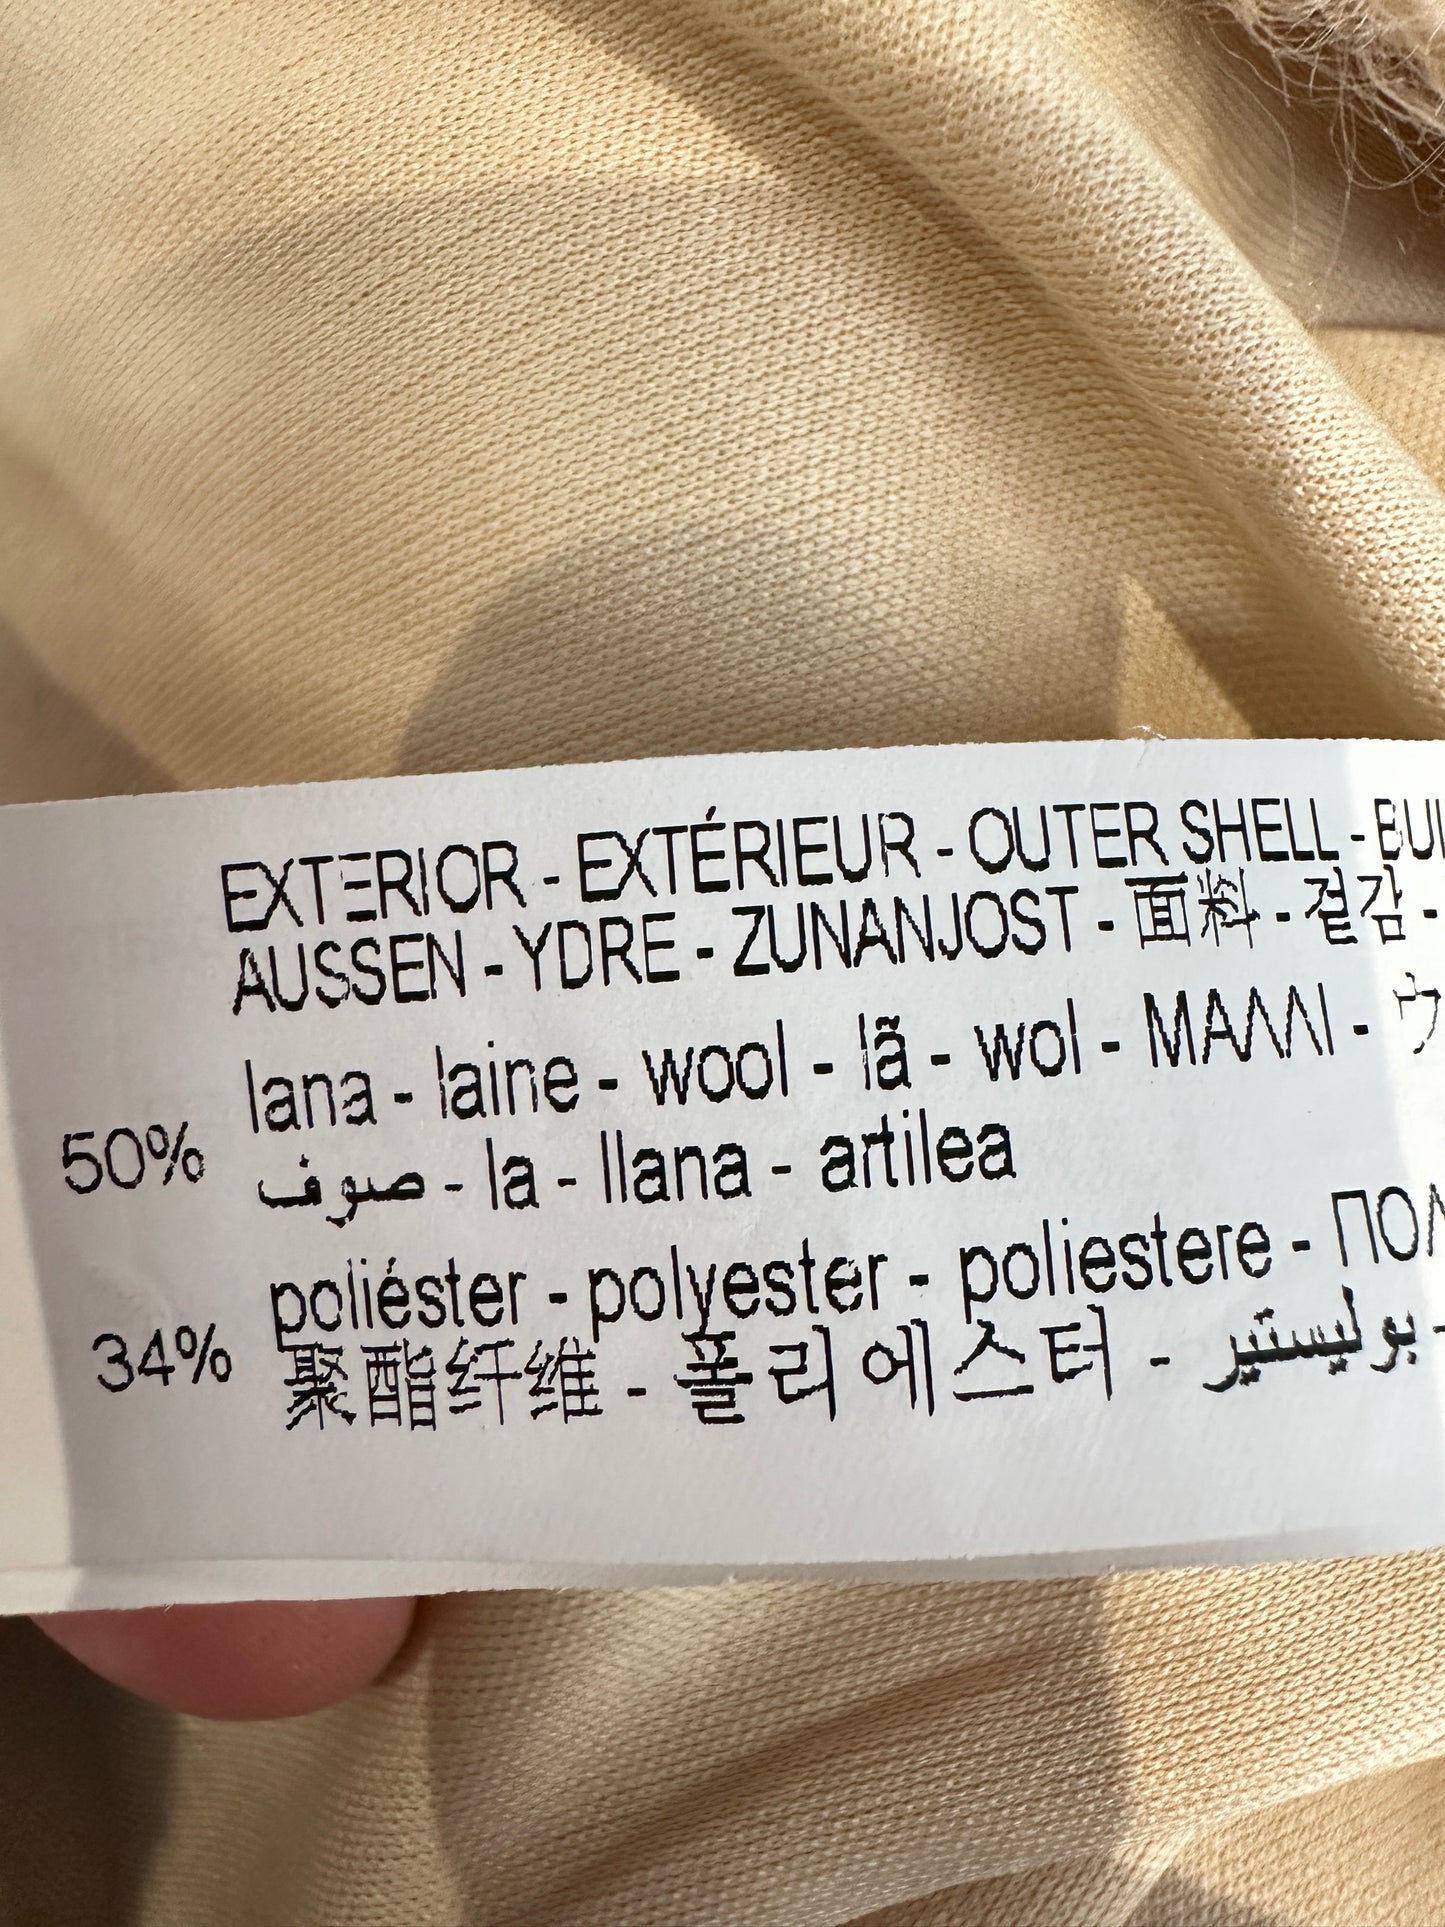 EXTERIOR - EXTÉRIEUR - OUTER SHELL -
AUSSEN - YDRE - ZUNANJOST - 面料 - 겉감 -
50% lana - laine - wool - lã - wol - ΜΑΛΛΙ - ウ
صوف - la - llana - artilea
34% poliéster - polyester - poliestere -
聚酯纤维 - 폴리에스터 - بوليستير -